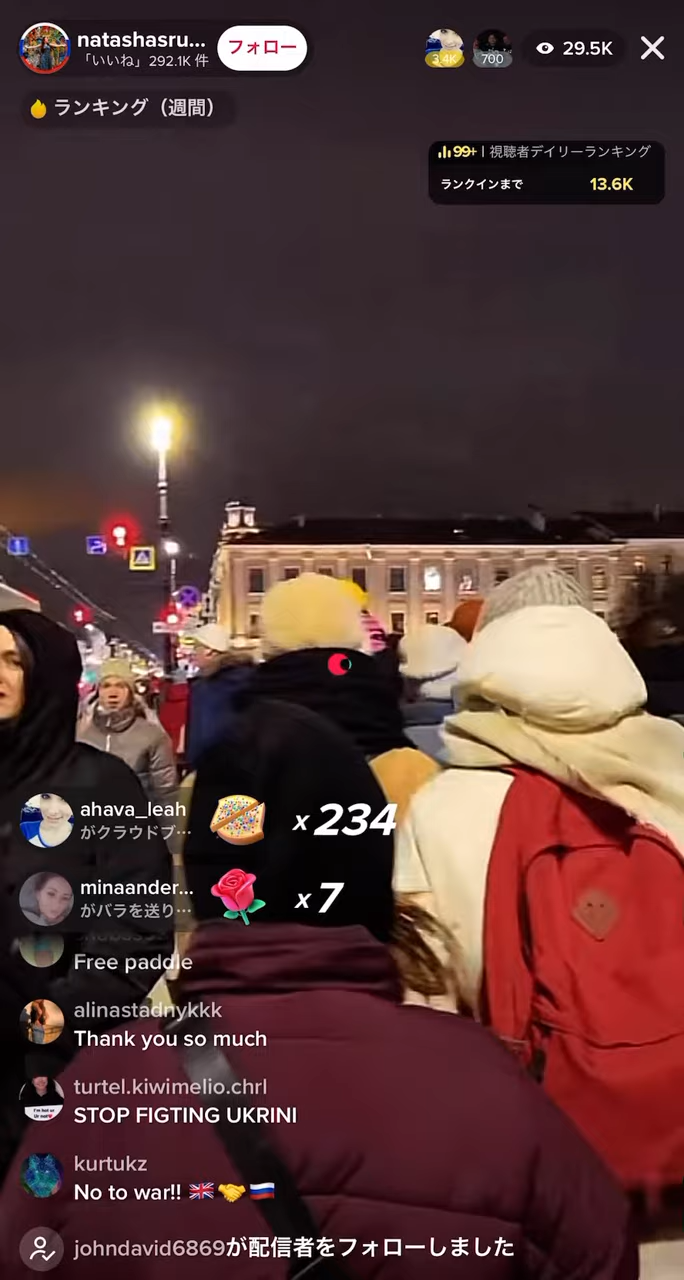 natashasru...
フォロー
「いいね」292.1K 件
3.4K
700
29.5K
ランキング（週間）
99+ | 視聴者デイリーランキング
ランクインまで 13.6K
ahava_leah
がクラウドブ…
x 234
minaander...
がバラを送り…
x 7
Free paddle
alinastadnykkk
Thank you so much
turtel.kiwimelio.chrl
STOP FIGTING UKRINI
kurtukz
No to war!! 🇬🇧🤝🇷🇺
johndavid6869が配信者をフォローしました